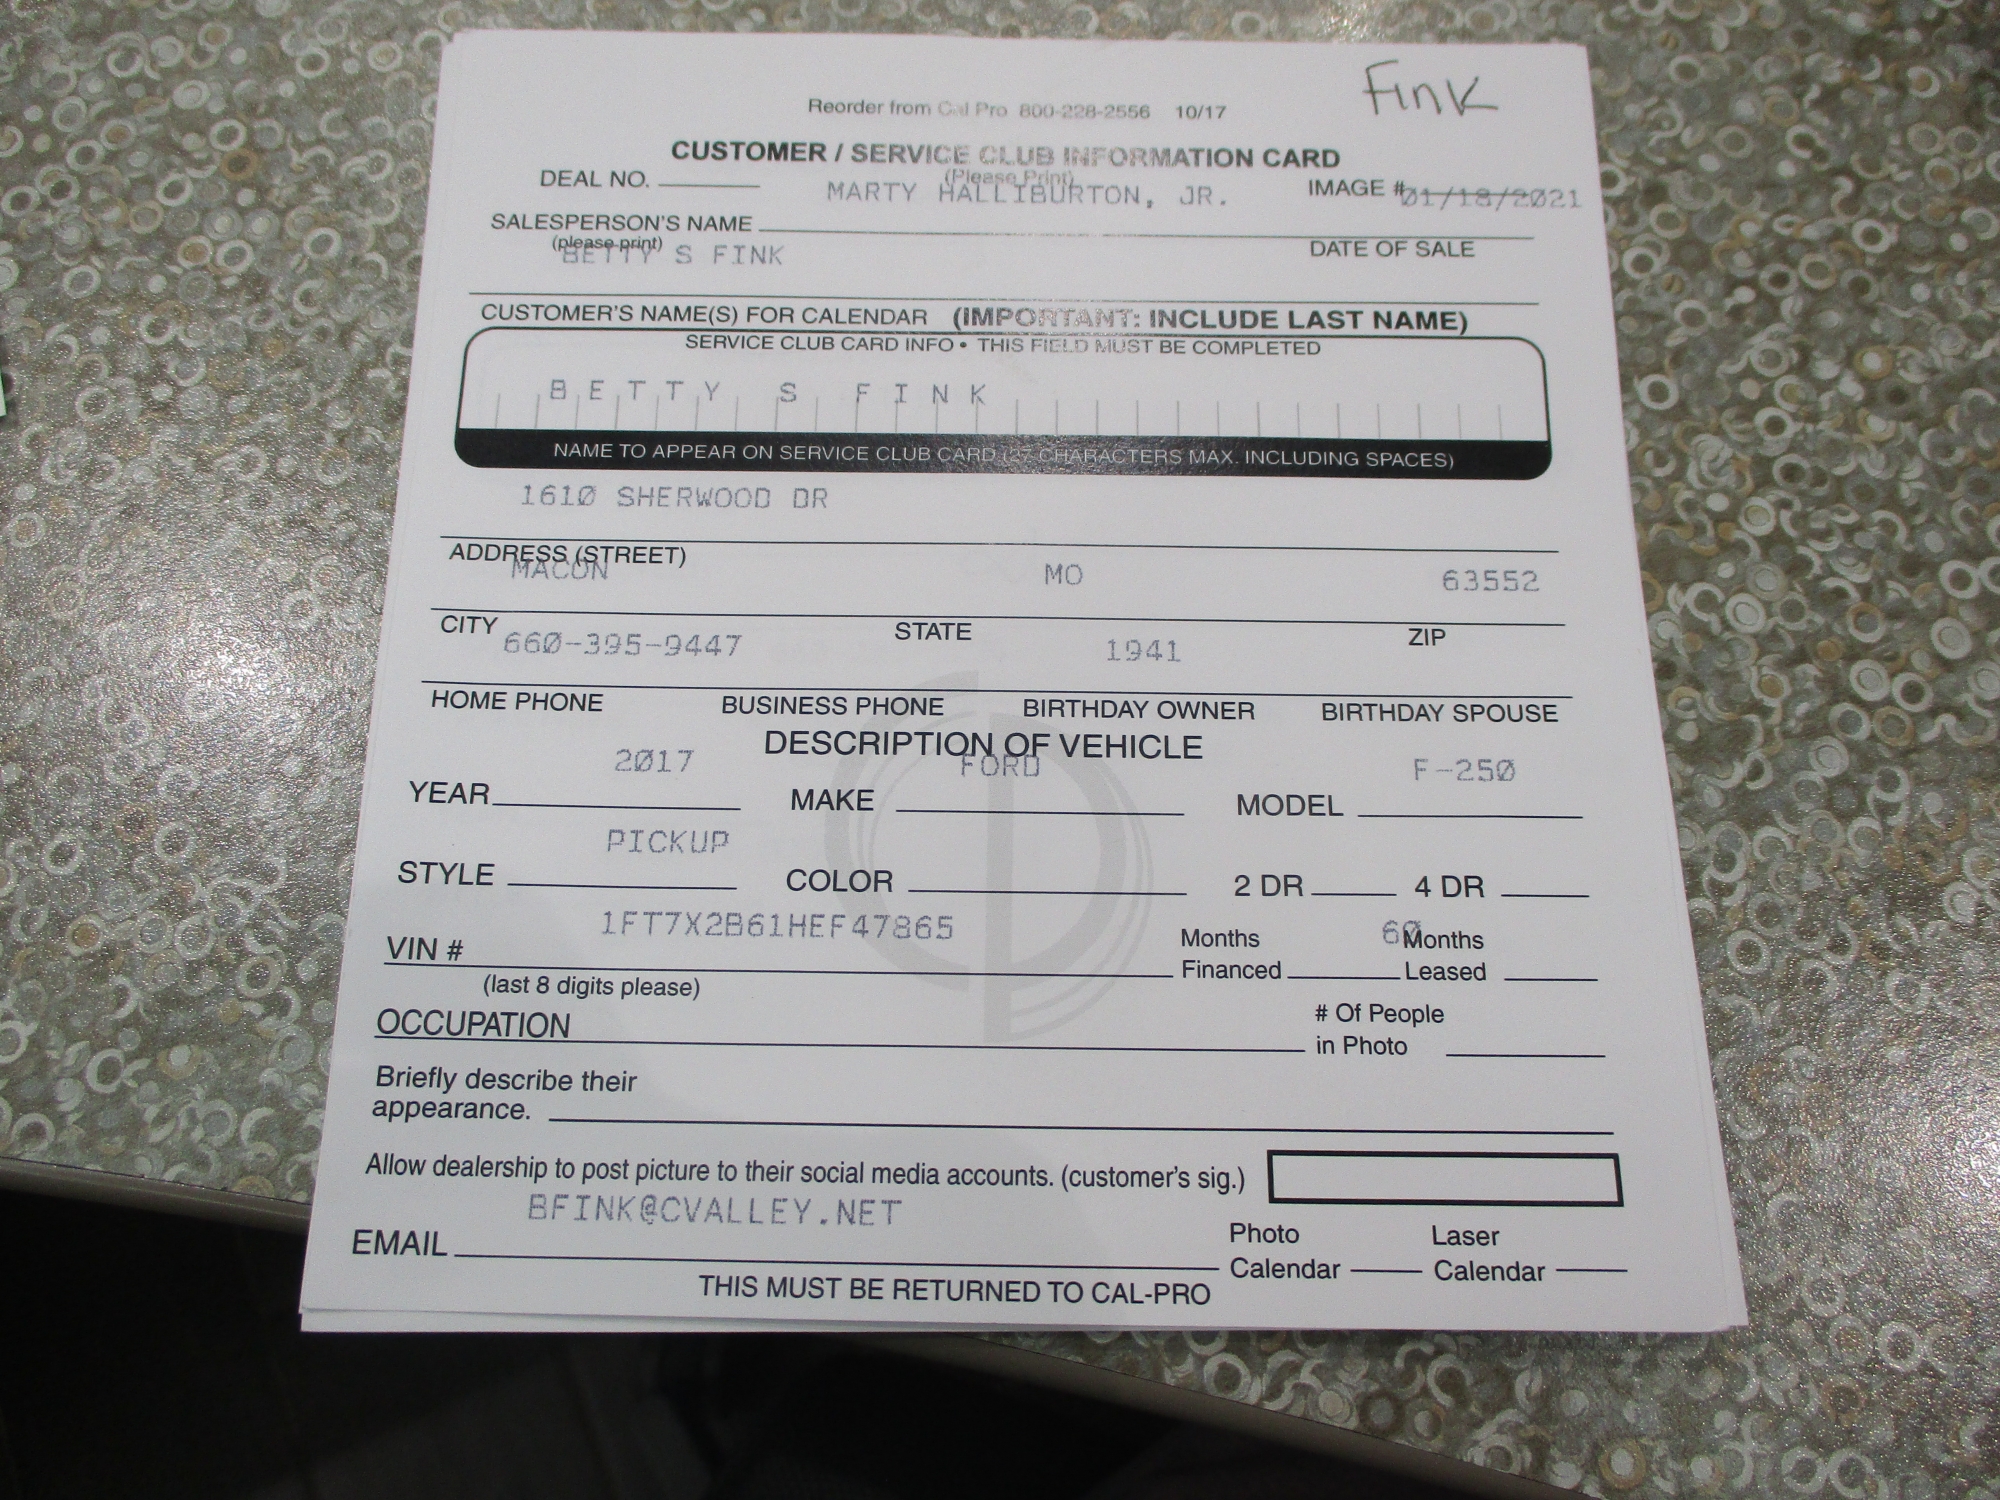 Fink
Reorder from Cal Pro 800-228-2556 10/17
CUSTOMER / SERVICE CLUB INFORMATION CARD
(Please Print)
DEAL NO. MARTY HALLIBURTON, JR. IMAGE # 01/18/2021
SALESPERSON'S NAME
(please print) DATE OF SALE
BETTY S FINK
CUSTOMER'S NAME(S) FOR CALENDAR (IMPORTANT: INCLUDE LAST NAME)
SERVICE CLUB CARD INFO • THIS FIELD MUST BE COMPLETED
BETTY S FINK
NAME TO APPEAR ON SERVICE CLUB CARD (27 CHARACTERS MAX. INCLUDING SPACES)
1610 SHERWOOD DR
ADDRESS (STREET)
MACON MO 63552
CITY STATE ZIP
660-395-9447 1941
HOME PHONE BUSINESS PHONE BIRTHDAY OWNER BIRTHDAY SPOUSE
DESCRIPTION OF VEHICLE
2017 FORD F-250
YEAR MAKE MODEL
PICKUP
STYLE COLOR 2 DR 4 DR
1FT7X2B61HEF47865 60
VIN # Months Financed Months Leased
(last 8 digits please)
OCCUPATION # Of People in Photo
Briefly describe their
appearance.
Allow dealership to post picture to their social media accounts. (customer's sig.)
BFINK@CVALLEY.NET
EMAIL Photo Calendar Laser Calendar
THIS MUST BE RETURNED TO CAL-PRO